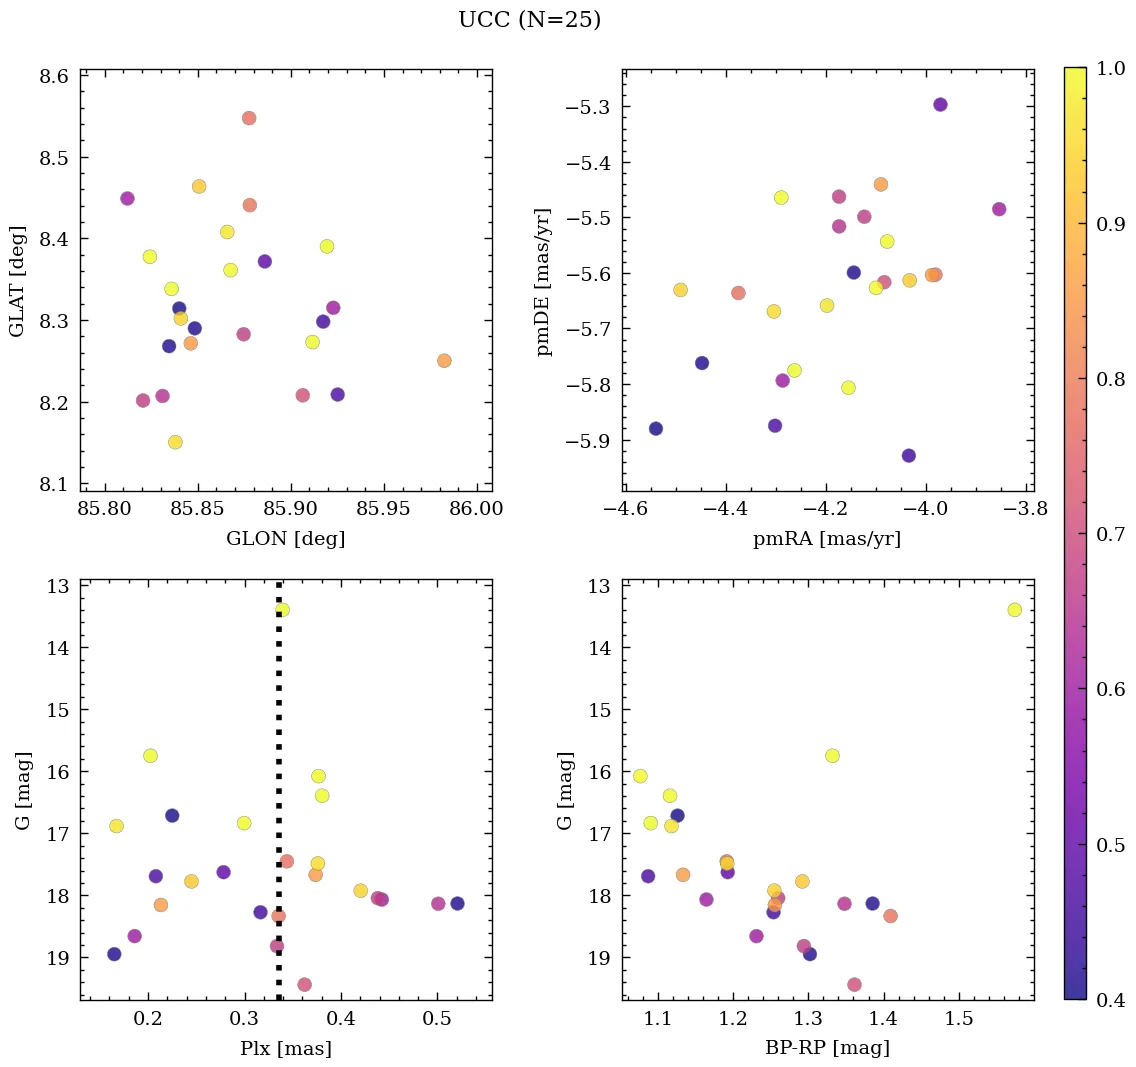 UCC (N=25)
8.6
8.5
8.4
8.3
8.2
8.1
GLAT [deg]
85.80 85.85 85.90 85.95 86.00
GLON [deg]
−5.3
−5.4
−5.5
−5.6
−5.7
−5.8
−5.9
pmDE [mas/yr]
−4.6 −4.4 −4.2 −4.0 −3.8
pmRA [mas/yr]
13
14
15
16
17
18
19
G [mag]
0.2 0.3 0.4 0.5
Plx [mas]
13
14
15
16
17
18
19
G [mag]
1.1 1.2 1.3 1.4 1.5
BP-RP [mag]
1.0
0.9
0.8
0.7
0.6
0.5
0.4